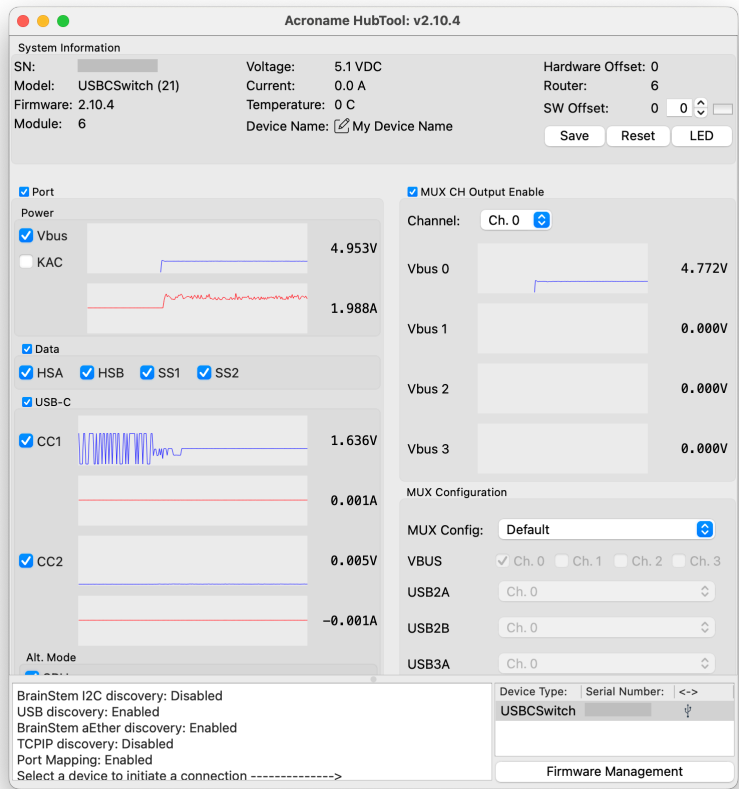 Acroname HubTool: v2.10.4
System Information
SN:
Model: USBCSwitch (21)
Firmware: 2.10.4
Module: 6
Voltage: 5.1 VDC
Current: 0.0 A
Temperature: 0 C
Device Name: My Device Name
Hardware Offset: 0
Router: 6
SW Offset: 0 0
Save Reset LED
Port
Power
Vbus
4.953V
KAC
1.988A
Data
HSA HSB SS1 SS2
USB-C
CC1
1.636V
0.001A
CC2
0.005V
-0.001A
Alt. Mode
MUX CH Output Enable
Channel: Ch. 0
Vbus 0 4.772V
Vbus 1 0.000V
Vbus 2 0.000V
Vbus 3 0.000V
MUX Configuration
MUX Config: Default
VBUS Ch. 0 Ch. 1 Ch. 2 Ch. 3
USB2A Ch. 0
USB2B Ch. 0
USB3A Ch. 0
BrainStem I2C discovery: Disabled
USB discovery: Enabled
BrainStem aEther discovery: Enabled
TCPIP discovery: Disabled
Port Mapping: Enabled
Select a device to initiate a connection -------------->
Device Type: Serial Number: <->
USBCSwitch
Firmware Management